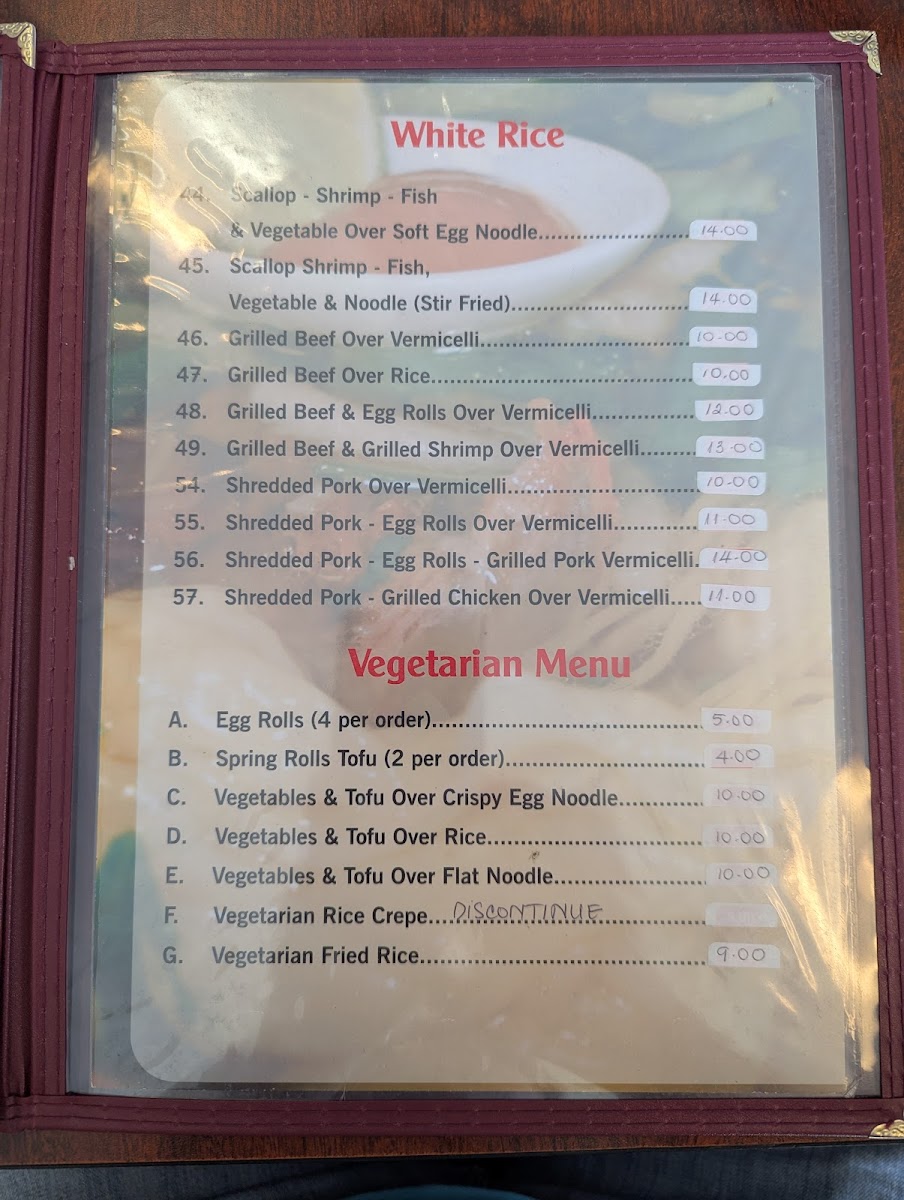 White Rice
44. Scallop - Shrimp - Fish
& Vegetable Over Soft Egg Noodle.......................14.00
45. Scallop Shrimp - Fish,
Vegetable & Noodle (Stir Fried)...........................14.00
46. Grilled Beef Over Vermicelli................................10.00
47. Grilled Beef Over Rice........................................10.00
48. Grilled Beef & Egg Rolls Over Vermicelli................12.00
49. Grilled Beef & Grilled Shrimp Over Vermicelli.........13.00
54. Shredded Pork Over Vermicelli.............................10.00
55. Shredded Pork - Egg Rolls Over Vermicelli.............11.00
56. Shredded Pork - Egg Rolls - Grilled Pork Vermicelli.14.00
57. Shredded Pork - Grilled Chicken Over Vermicelli.....11.00
Vegetarian Menu
A. Egg Rolls (4 per order).........................................5.00
B. Spring Rolls Tofu (2 per order)..............................4.00
C. Vegetables & Tofu Over Crispy Egg Noodle.............10.00
D. Vegetables & Tofu Over Rice.................................10.00
E. Vegetables & Tofu Over Flat Noodle.......................10.00
F. Vegetarian Rice Crepe....DISCONTINUE................
G. Vegetarian Fried Rice...........................................9.00